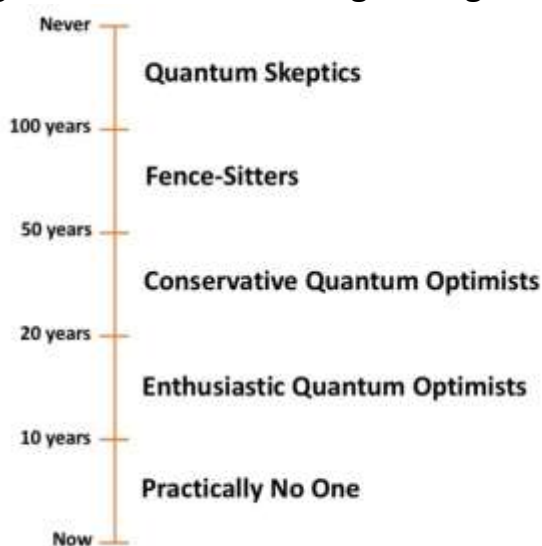 Never
Quantum Skeptics
100 years
Fence-Sitters
50 years
Conservative Quantum Optimists
20 years
Enthusiastic Quantum Optimists
10 years
Practically No One
Now